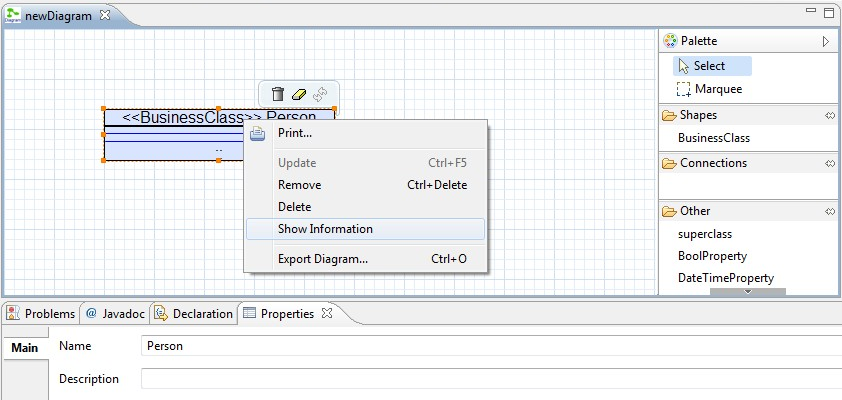 newDiagram
<<BusinessClass>> Person
..
Print...
Update Ctrl+F5
Remove Ctrl+Delete
Delete
Show Information
Export Diagram... Ctrl+O
Palette
Select
Marquee
Shapes
BusinessClass
Connections
Other
superclass
BoolProperty
DateTimeProperty
Problems @ Javadoc Declaration Properties
Main
Name Person
Description